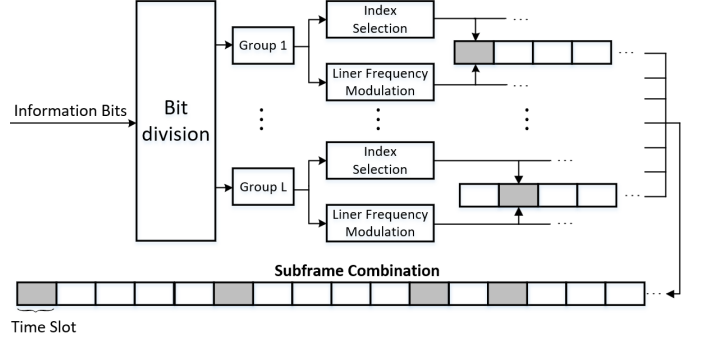 Information Bits
Bit
division
Group 1
Index
Selection
Liner Frequency
Modulation
Group L
Index
Selection
Liner Frequency
Modulation
Subframe Combination
Time Slot